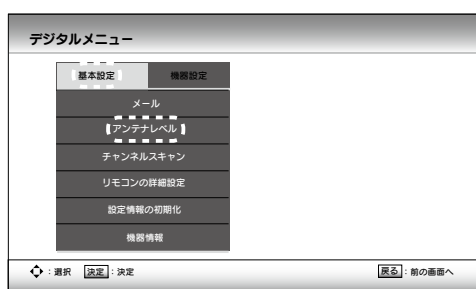 デジタルメニュー
基本設定 機器設定
メール
アンテナレベル
チャンネルスキャン
リモコンの詳細設定
設定情報の初期化
機器情報
：選択 決定：決定 戻る：前の画面へ